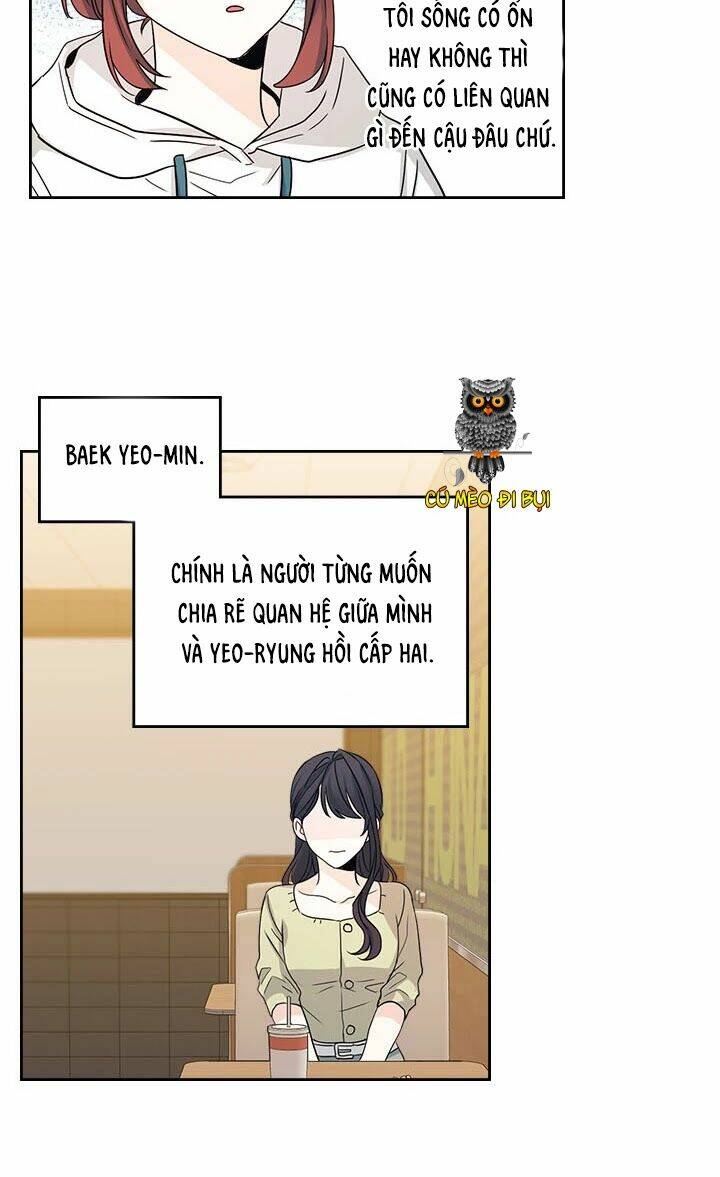 TÔI SỐNG CÓ ỔN
HAY KHÔNG THÌ
CŨNG CÓ LIÊN QUAN
GÌ ĐẾN CẬU ĐÂU CHỨ.
BAEK YEO-MIN.
CÚ MÈO ĐI BỤI
CHÍNH LÀ NGƯỜI TỪNG MUỐN
CHIA RẼ QUAN HỆ GIỮA MÌNH
VÀ YEO-RYUNG HỒI CẤP HAI.